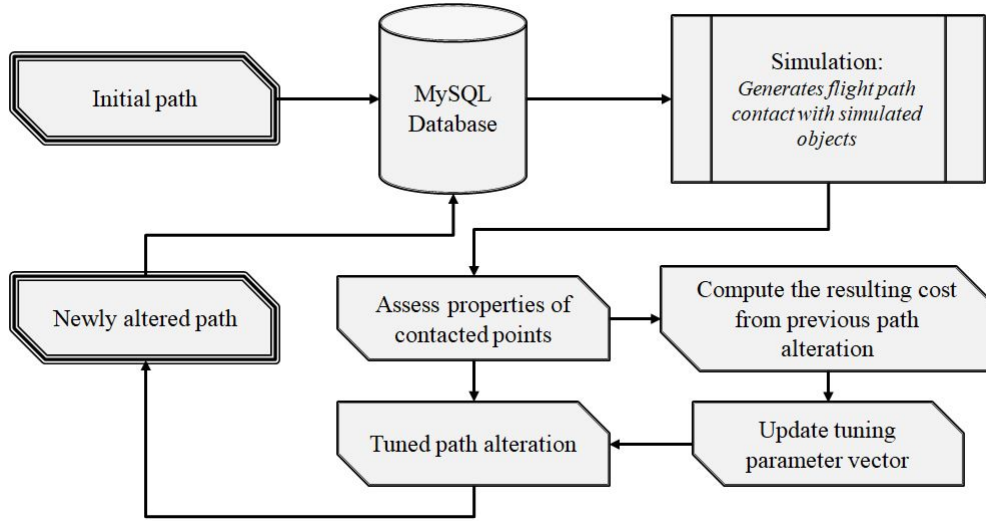 Initial path
MySQL
Database
Simulation:
Generates flight path
contact with simulated
objects
Newly altered path
Assess properties of
contacted points
Compute the resulting cost
from previous path
alteration
Tuned path alteration
Update tuning
parameter vector